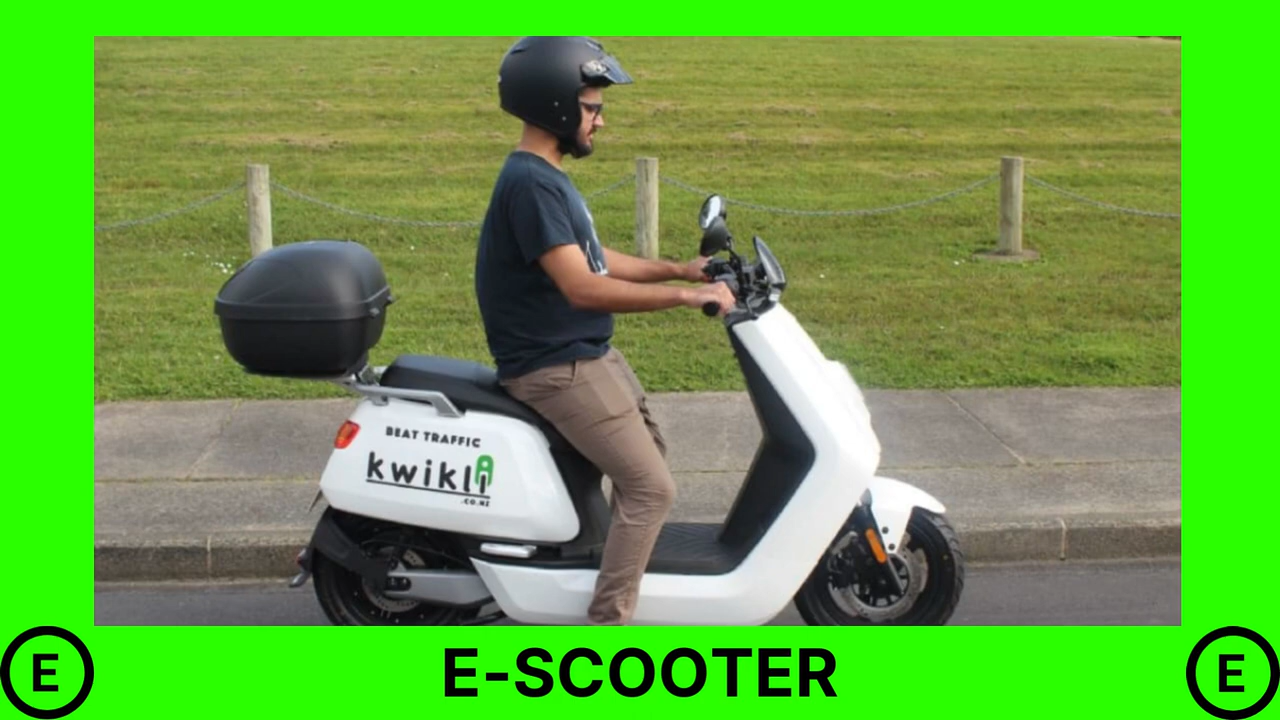 BEAT TRAFFIC
kwikli
.CO.NZ
E
E-SCOOTER
E